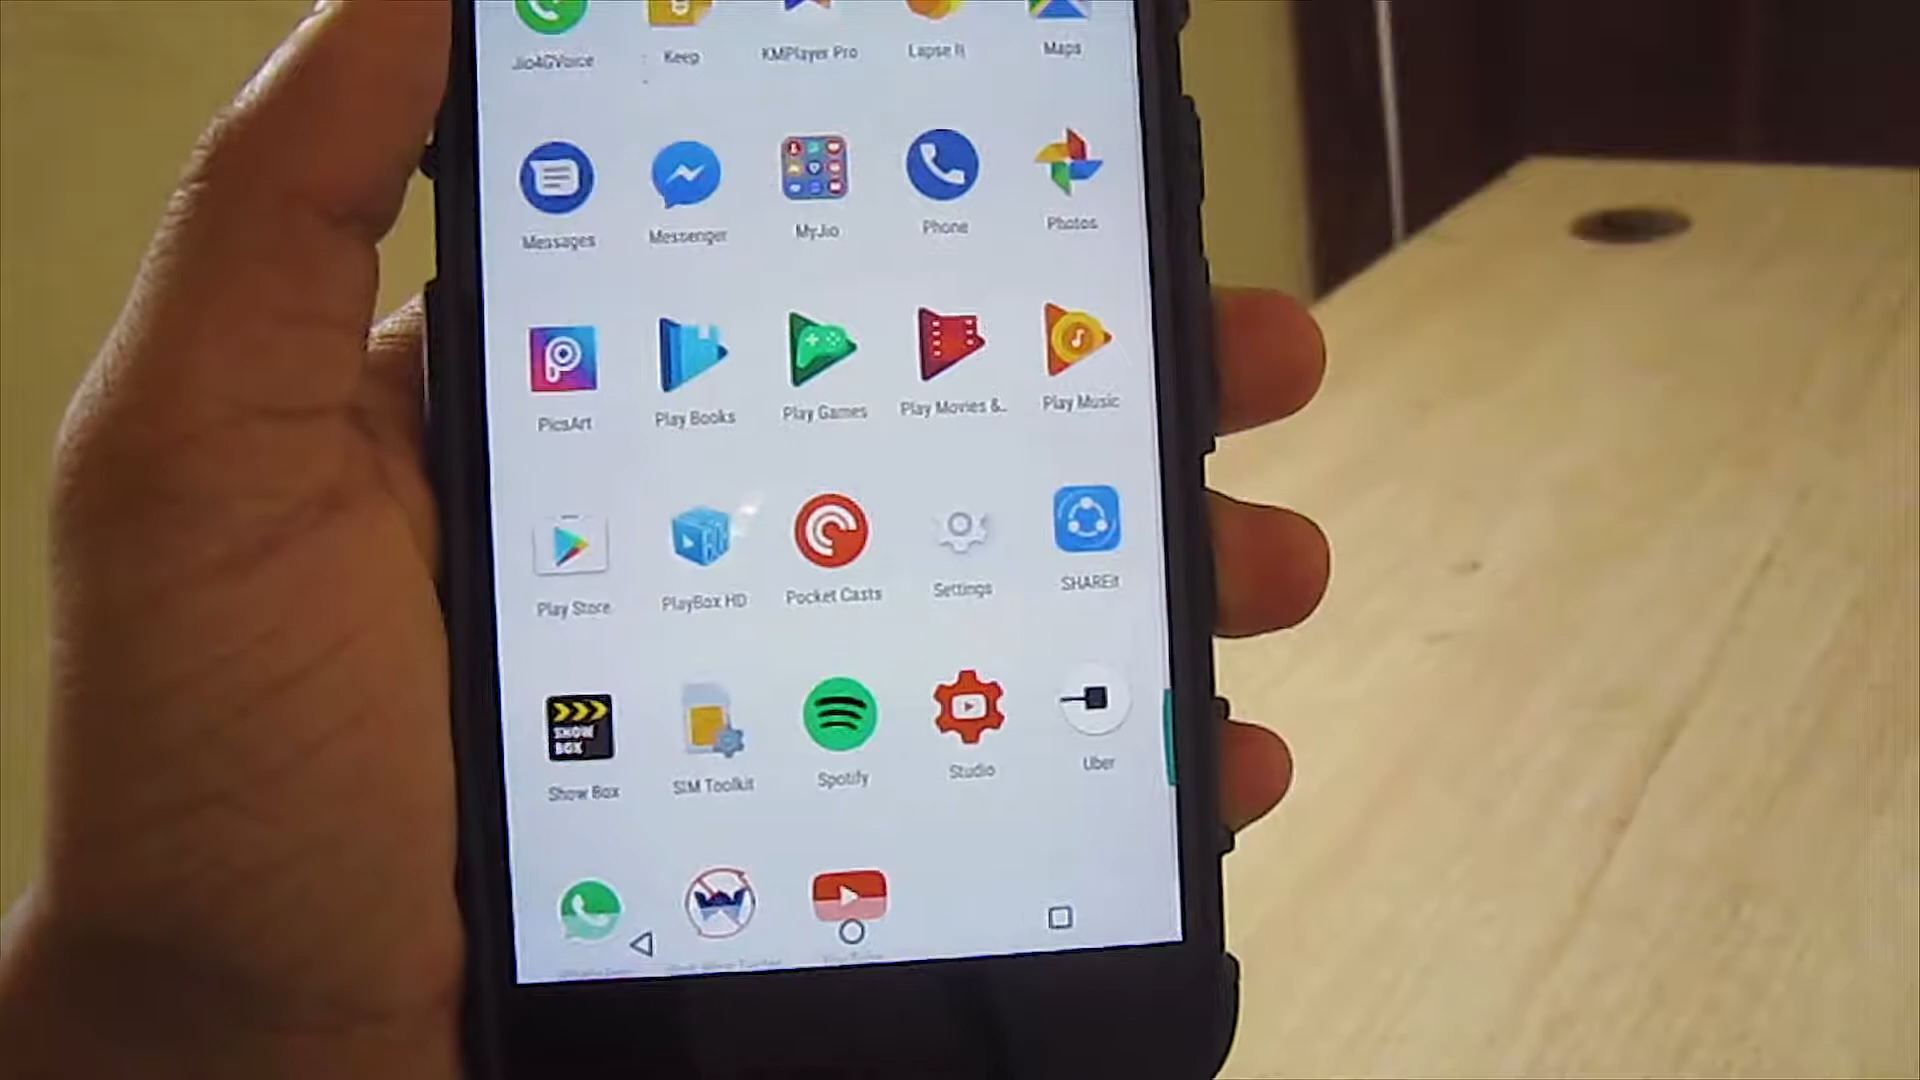 Jio4GVoice Keep KMPlayer Pro Lapse It Maps
Messages Messenger MyJio Phone Photos
PicsArt Play Books Play Games Play Movies &.. Play Music
Play Store PlayBox HD Pocket Casts Settings SHAREit
SHOW
BOX
Show Box SIM Toolkit Spotify Studio Uber